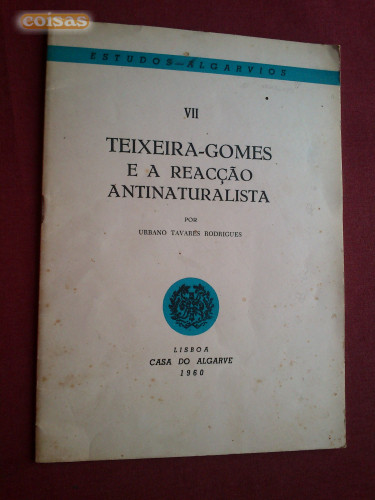 coisas
ESTUDOS—ALGARVIOS
VII
TEIXEIRA-GOMES
E A REACÇÃO
ANTINATURALISTA
POR
URBANO TAVARES RODRIGUES
LISBOA
CASA DO ALGARVE
1960